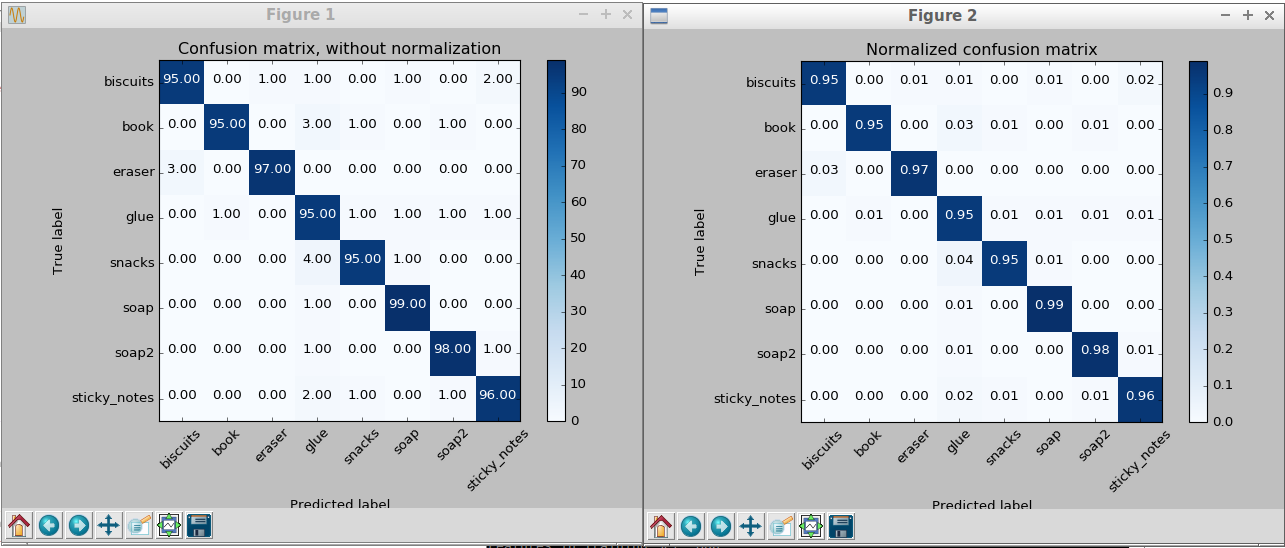 Figure 1
Confusion matrix, without normalization
biscuits 95.00 0.00 1.00 1.00 0.00 1.00 0.00 2.00
book 0.00 95.00 0.00 3.00 1.00 0.00 1.00 0.00
eraser 3.00 0.00 97.00 0.00 0.00 0.00 0.00 0.00
glue 0.00 1.00 0.00 95.00 1.00 1.00 1.00 1.00
snacks 0.00 0.00 0.00 4.00 95.00 1.00 0.00 0.00
soap 0.00 0.00 0.00 1.00 0.00 99.00 0.00 0.00
soap2 0.00 0.00 0.00 1.00 0.00 0.00 98.00 1.00
sticky_notes 0.00 0.00 0.00 2.00 1.00 0.00 1.00 96.00
True label
biscuits book eraser glue snacks soap soap2 sticky_notes
Predicted label
90
80
70
60
50
40
30
20
10
0
Figure 2
Normalized confusion matrix
biscuits 0.95 0.00 0.01 0.01 0.00 0.01 0.00 0.02
book 0.00 0.95 0.00 0.03 0.01 0.00 0.01 0.00
eraser 0.03 0.00 0.97 0.00 0.00 0.00 0.00 0.00
glue 0.00 0.01 0.00 0.95 0.01 0.01 0.01 0.01
snacks 0.00 0.00 0.00 0.04 0.95 0.01 0.00 0.00
soap 0.00 0.00 0.00 0.01 0.00 0.99 0.00 0.00
soap2 0.00 0.00 0.00 0.01 0.00 0.00 0.98 0.01
sticky_notes 0.00 0.00 0.00 0.02 0.01 0.00 0.01 0.96
True label
biscuits book eraser glue snacks soap soap2 sticky_notes
Predicted label
0.9
0.8
0.7
0.6
0.5
0.4
0.3
0.2
0.1
0.0